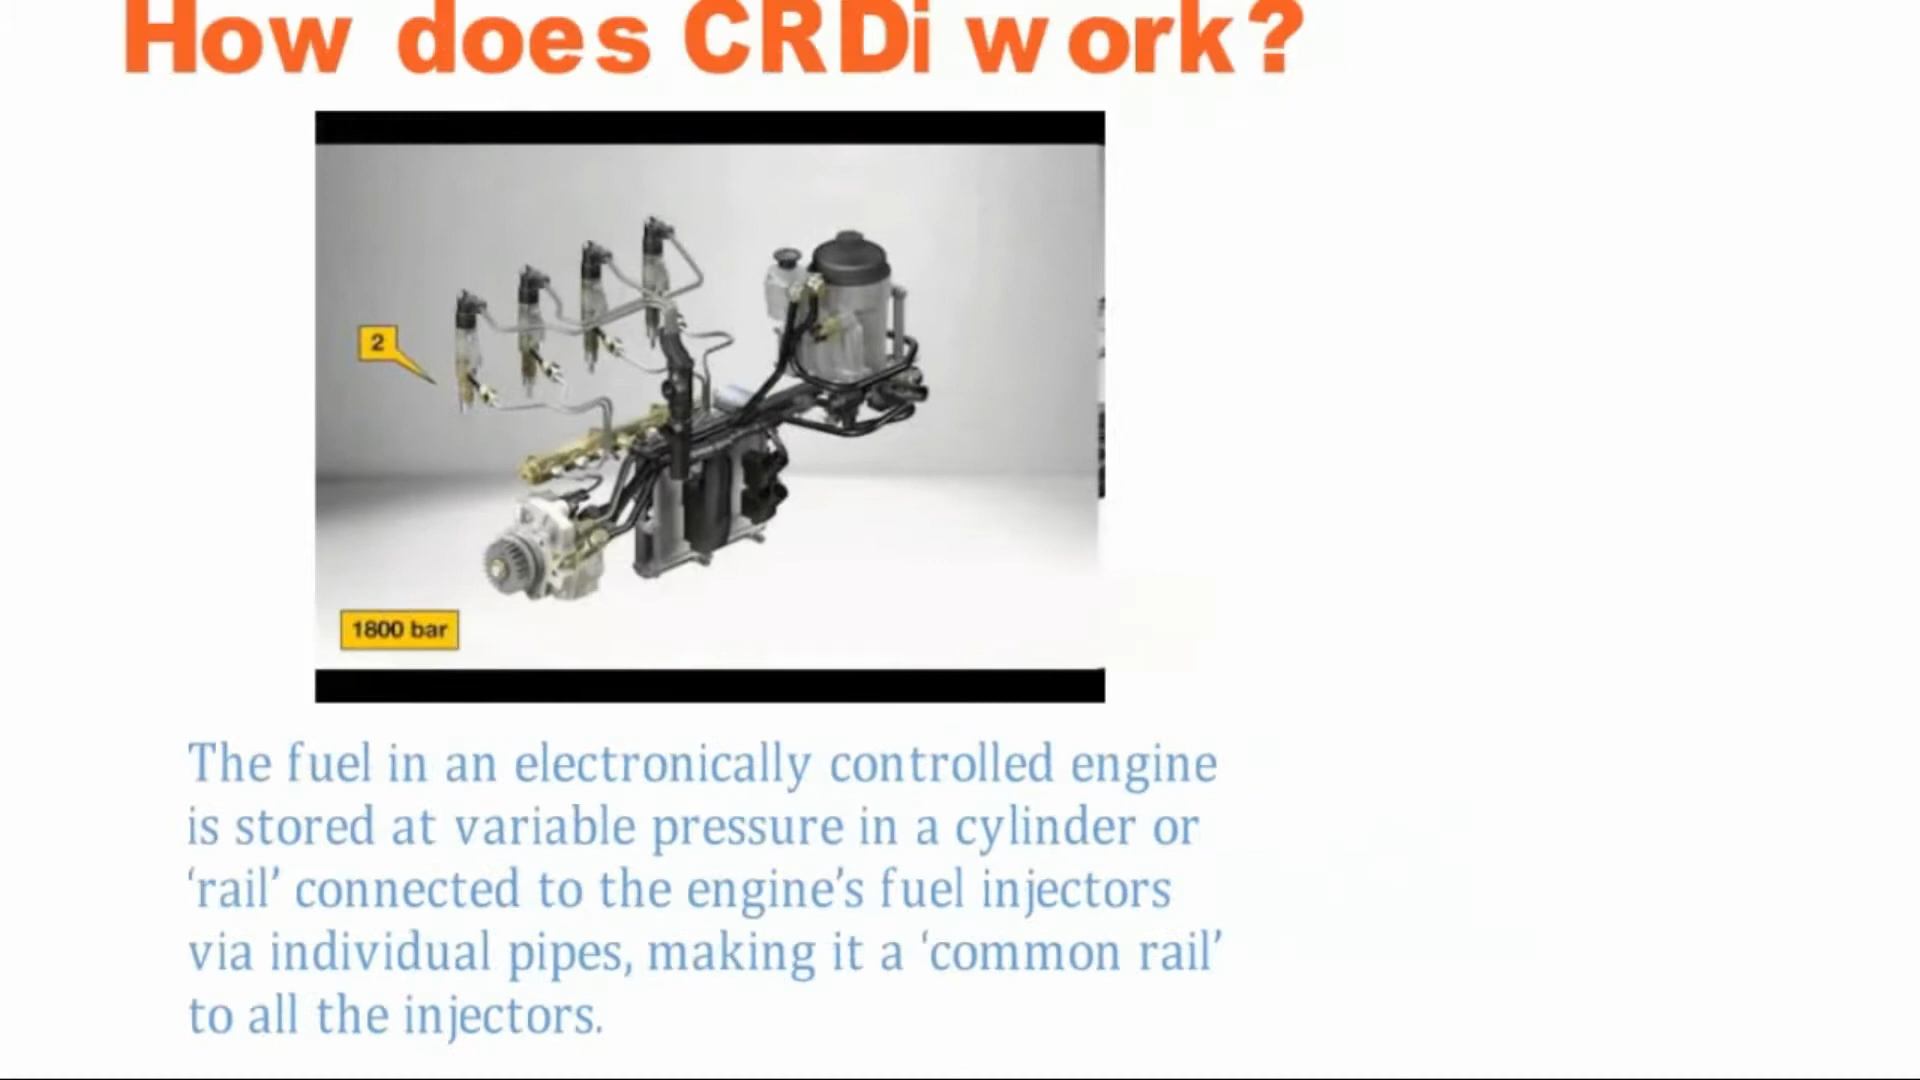 How does CRDi work?
2
1800 bar
The fuel in an electronically controlled engine
is stored at variable pressure in a cylinder or
‘rail’ connected to the engine’s fuel injectors
via individual pipes, making it a ‘common rail’
to all the injectors.